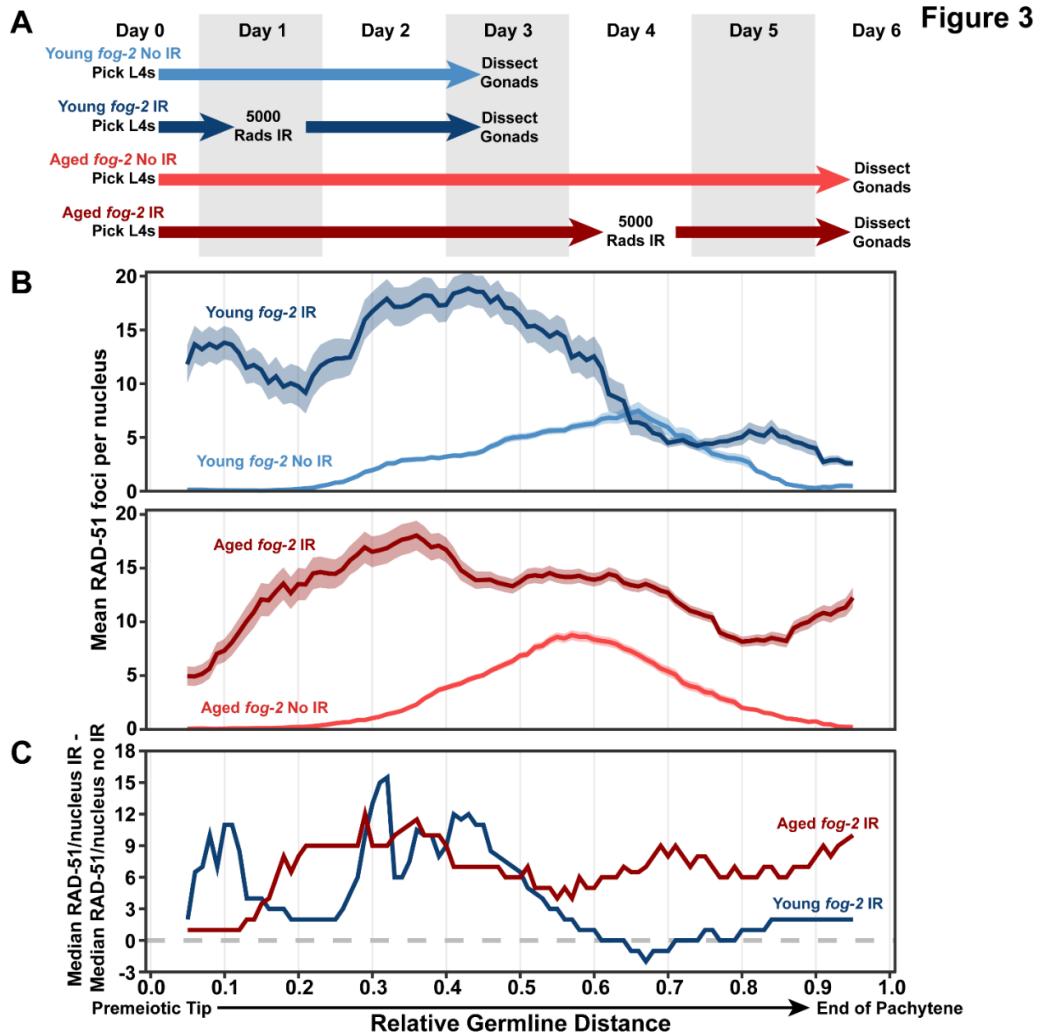 Figure 3
A
Day 0 Day 1 Day 2 Day 3 Day 4 Day 5 Day 6
Young fog-2 No IR
Pick L4s
Dissect
Gonads
Young fog-2 IR
Pick L4s
5000
Rads IR
Dissect
Gonads
Aged fog-2 No IR
Pick L4s
Dissect
Gonads
Aged fog-2 IR
Pick L4s
5000
Rads IR
Dissect
Gonads
B
Mean RAD-51 foci per nucleus
20
15
10
5
0
Young fog-2 IR
Young fog-2 No IR
20
15
10
5
0
Aged fog-2 IR
Aged fog-2 No IR
C
Median RAD-51/nucleus IR -
Median RAD-51/nucleus no IR
18
15
12
9
6
3
0
-3
Aged fog-2 IR
Young fog-2 IR
0.0 0.1 0.2 0.3 0.4 0.5 0.6 0.7 0.8 0.9 1.0
Premeiotic Tip End of Pachytene
Relative Germline Distance